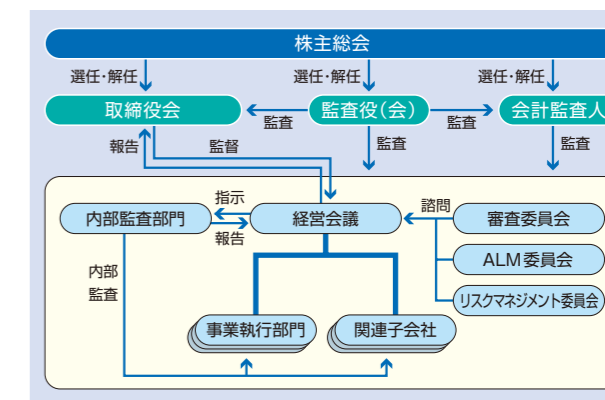 株主総会
選任・解任
選任・解任
選任・解任
取締役会
監査
監査役(会)
監査
会計監査人
報告
監督
監査
監査
内部監査部門
指示
報告
経営会議
諮問
審査委員会
ALM委員会
リスクマネジメント委員会
内部
監査
事業執行部門
関連子会社